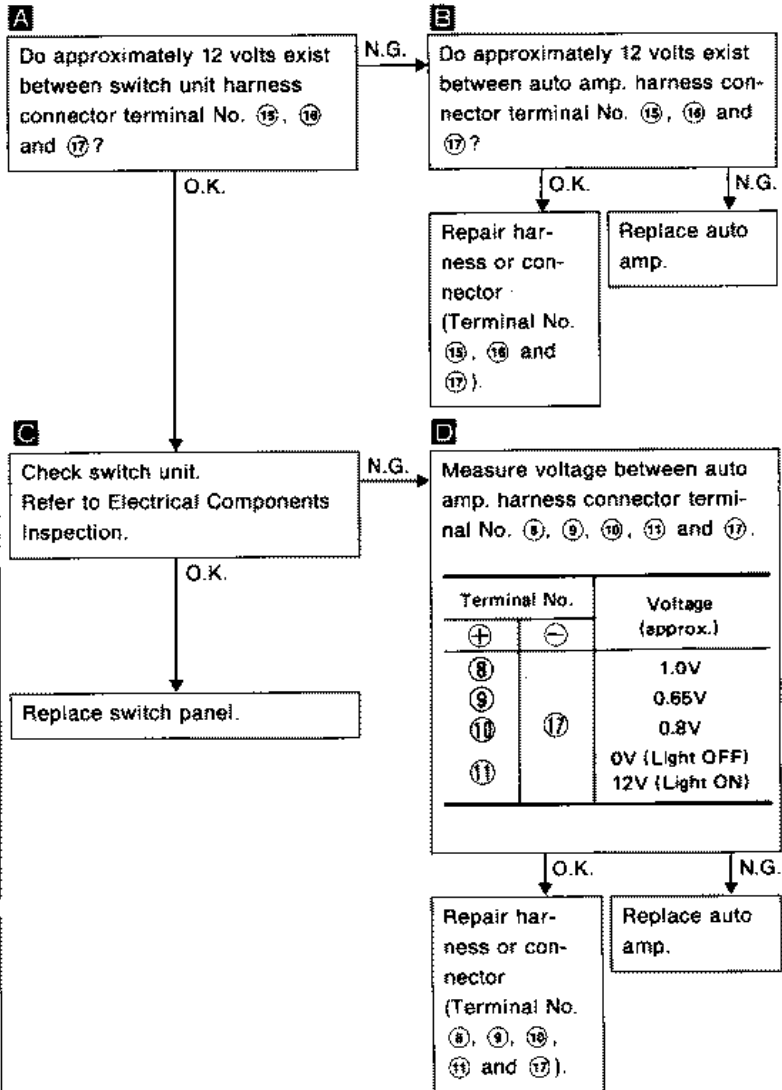 A
Do approximately 12 volts exist
between switch unit harness
connector terminal No. ⑮, ⑯
and ⑰?
N.G.
B
Do approximately 12 volts exist
between auto amp. harness con-
nector terminal No. ⑮, ⑯ and
⑰?
O.K.
O.K.
N.G.
Repair har-
ness or con-
nector
(Terminal No.
⑮, ⑯ and
⑰).
Replace auto
amp.
C
Check switch unit.
Refer to Electrical Components
Inspection.
N.G.
D
Measure voltage between auto
amp. harness connector termi-
nal No. ⑧, ⑨, ⑩, ⑪ and ⑰.
Terminal No.
Voltage
(approx.)
⊕ ⊖
⑧ 1.0V
⑨ 0.65V
⑩ ⑰ 0.8V
⑪ 0V (Light OFF)
12V (Light ON)
O.K.
Replace switch panel.
O.K.
N.G.
Repair har-
ness or con-
nector
(Terminal No.
⑧, ⑨, ⑩,
⑪ and ⑰).
Replace auto
amp.